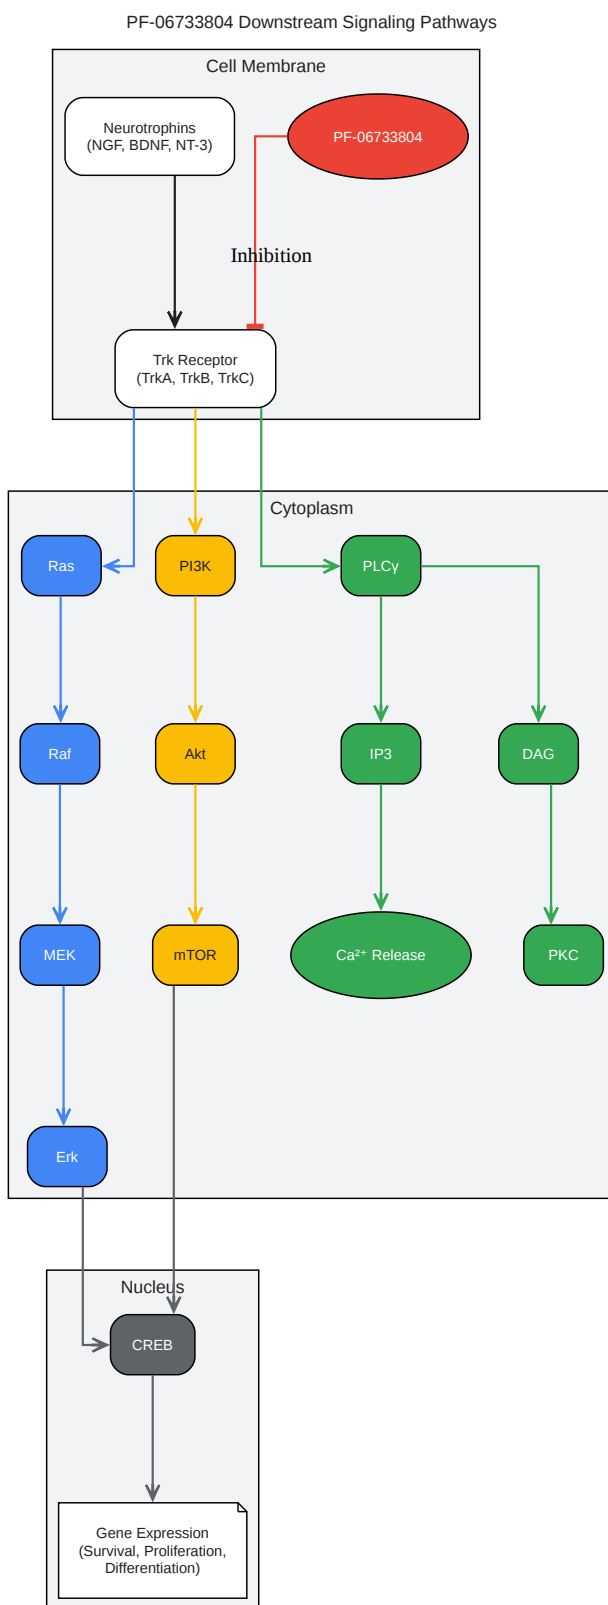 PF-06733804 Downstream Signaling Pathways
Cell Membrane
Neurotrophins
(NGF, BDNF, NT-3)
PF-06733804
Inhibition
Trk Receptor
(TrkA, TrkB, TrkC)
Cytoplasm
Ras
PI3K
PLCγ
Raf
Akt
IP3
DAG
MEK
mTOR
Ca²⁺ Release
PKC
Erk
Nucleus
CREB
Gene Expression
(Survival, Proliferation,
Differentiation)